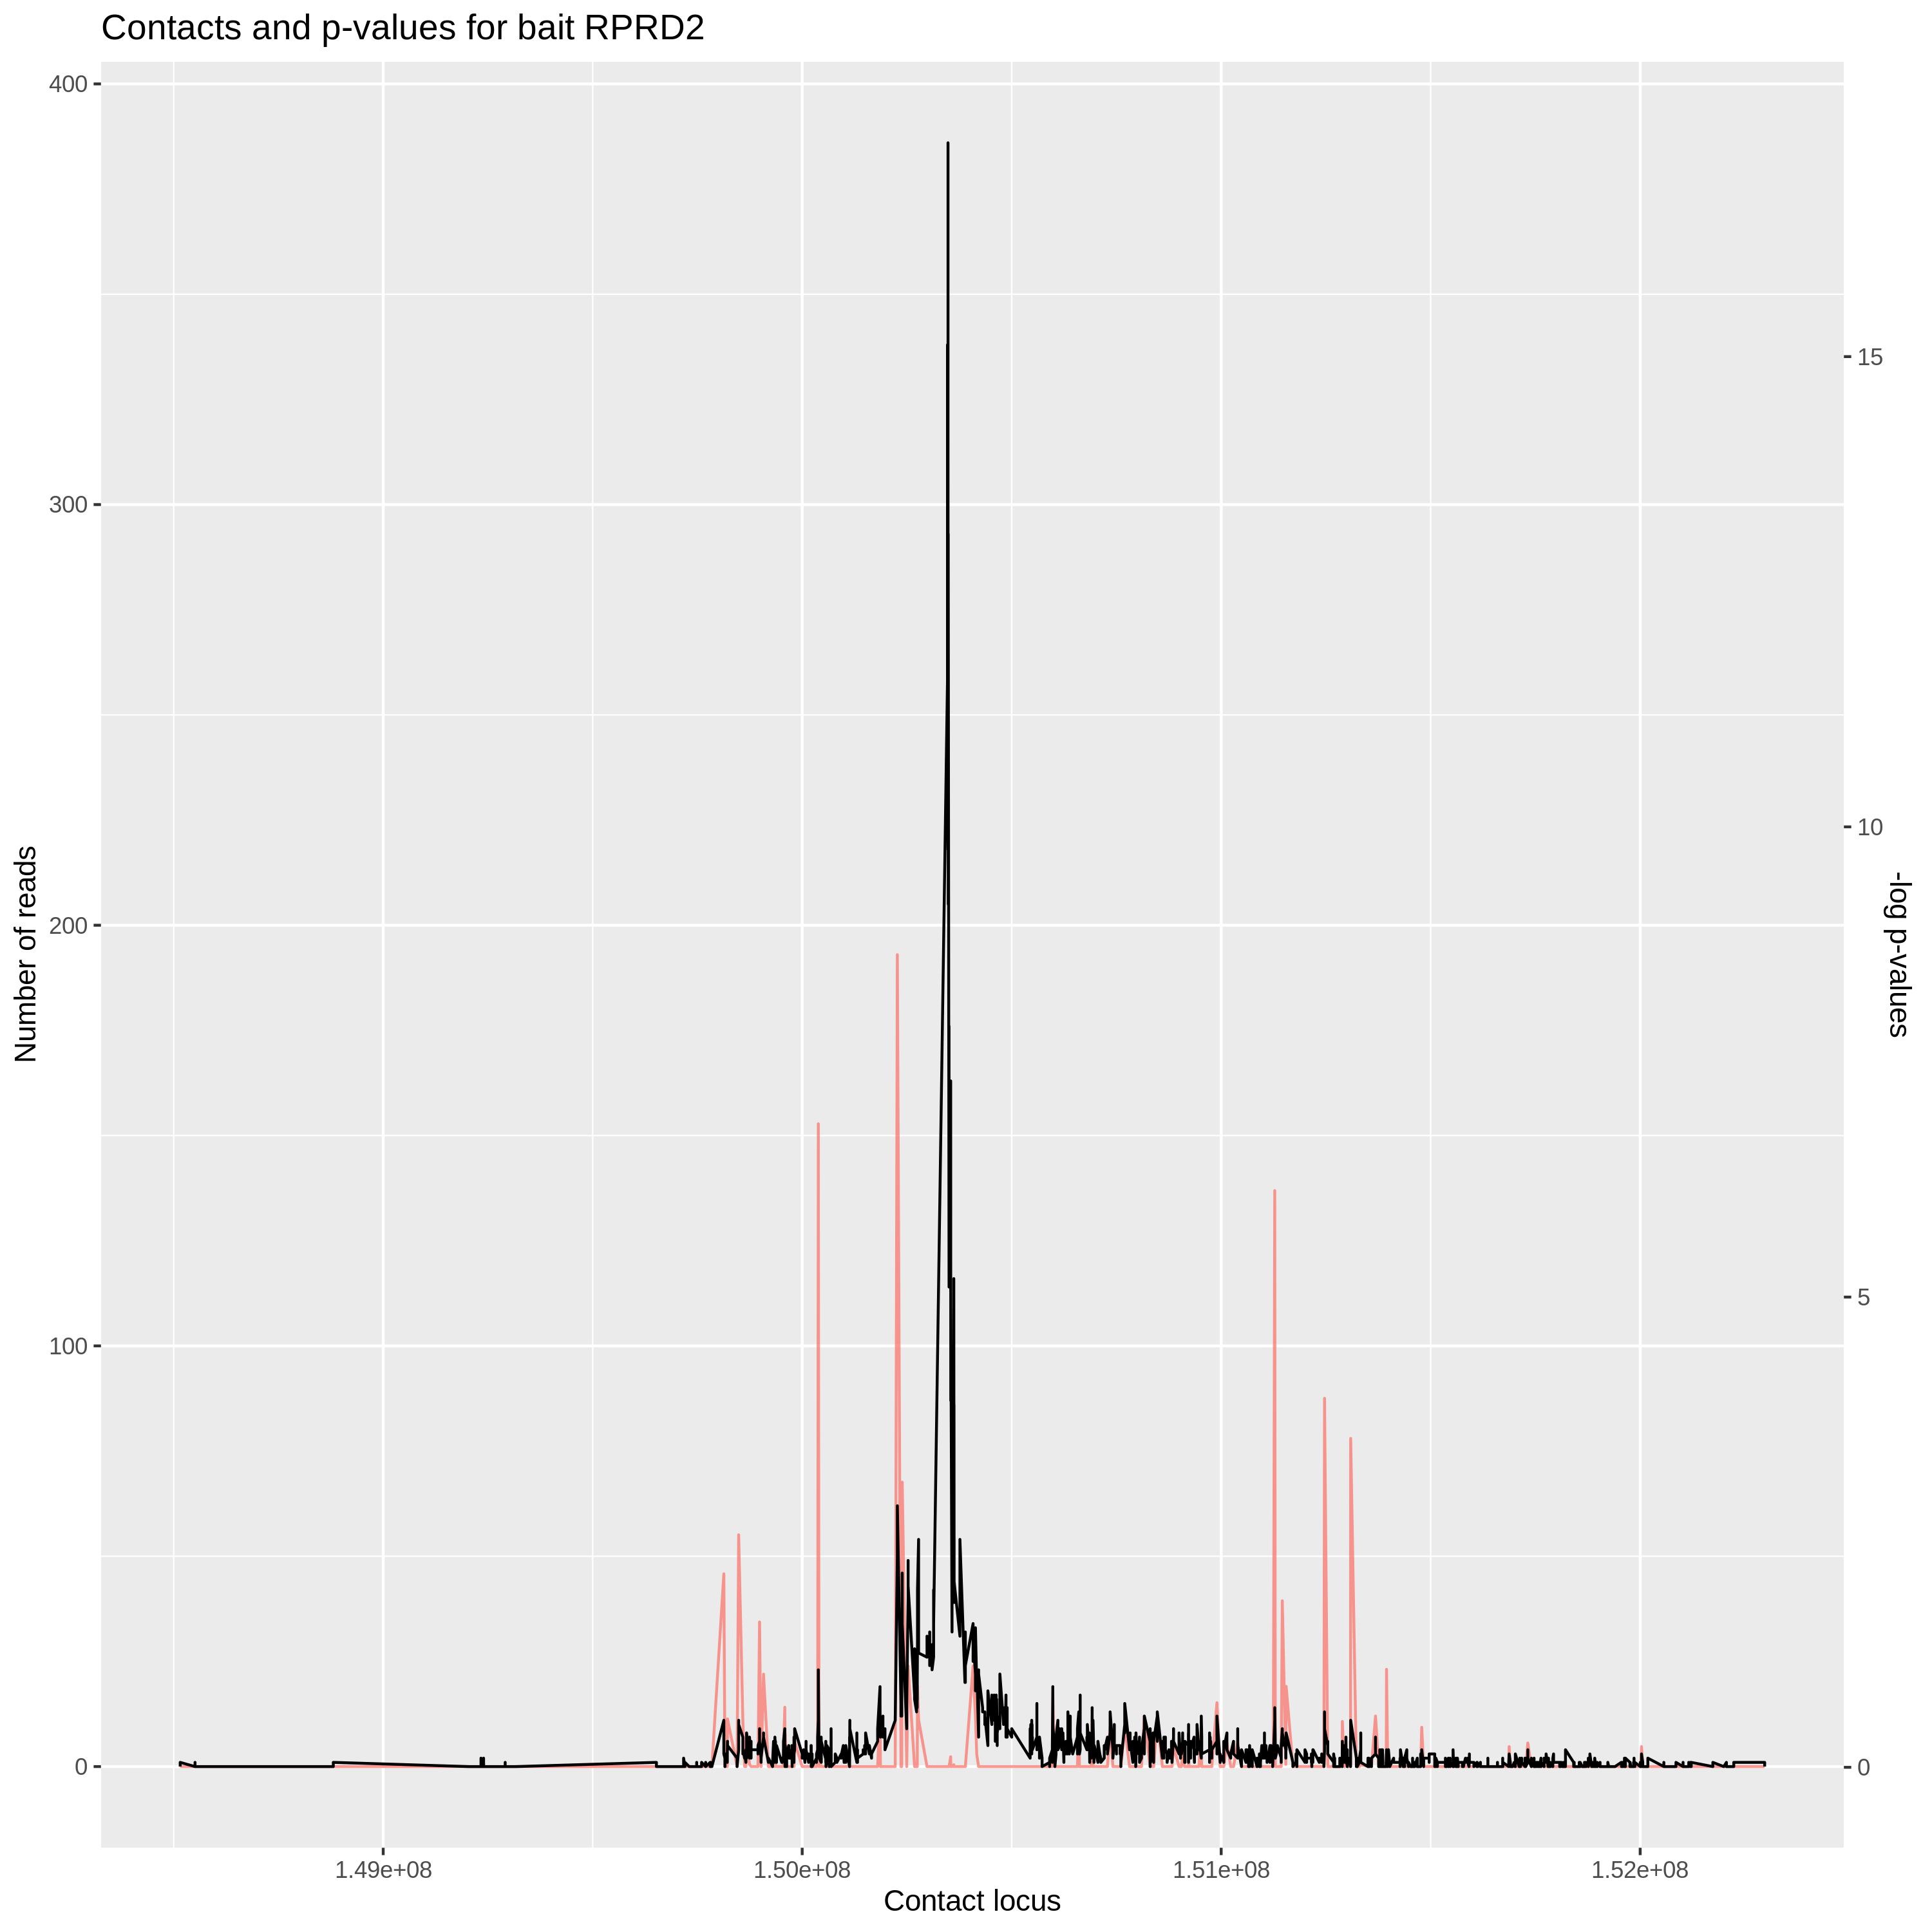 Contacts and p-values for bait RPRD2
400
300
200
100
0
Number of reads
15
10
5
0
-log p-values
1.49e+08
1.50e+08
1.51e+08
1.52e+08
Contact locus